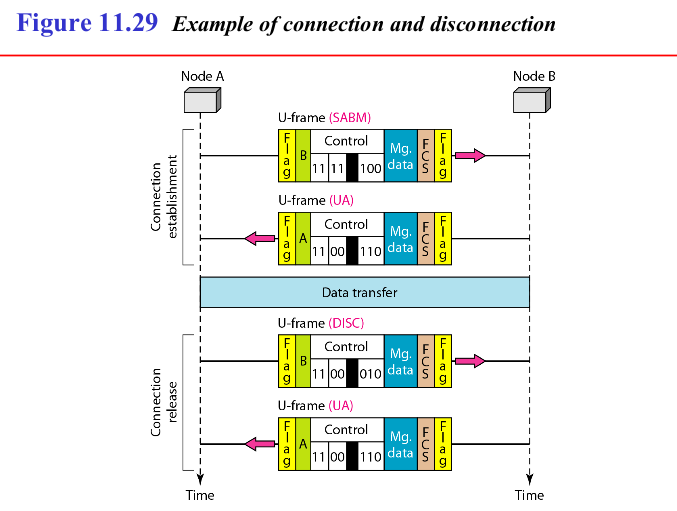 Figure 11.29 Example of connection and disconnection
Node A
Node B
Connection establishment
U-frame (SABM)
Flag B Control 11 11 100 Mg. data FCS Flag
U-frame (UA)
Flag A Control 11 00 110 Mg. data FCS Flag
Data transfer
Connection release
U-frame (DISC)
Flag B Control 11 00 010 Mg. data FCS Flag
U-frame (UA)
Flag A Control 11 00 110 Mg. data FCS Flag
Time
Time